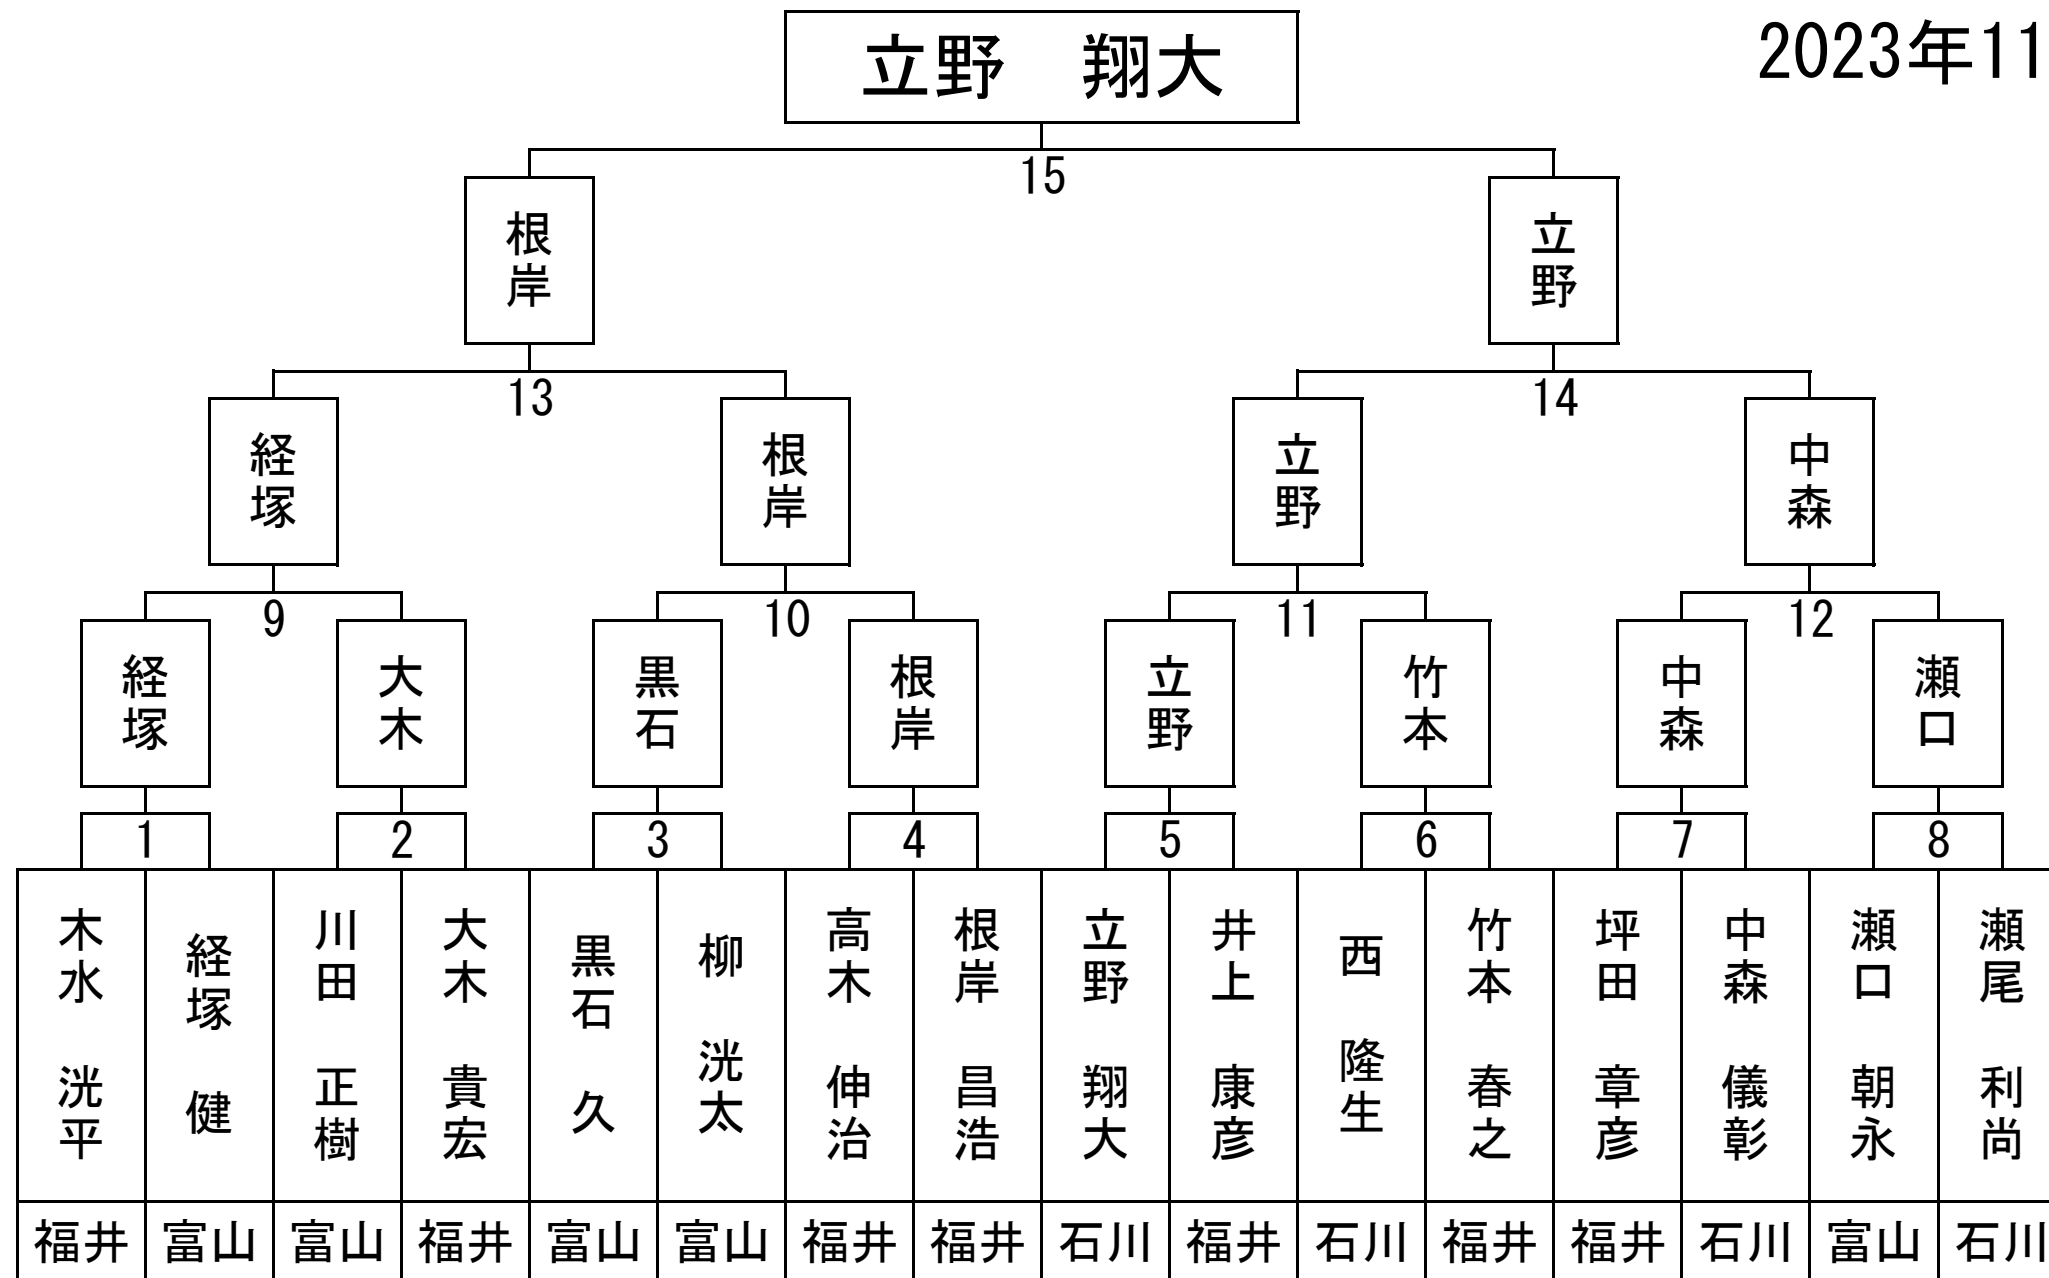 立野　翔大
2023年11
15
根岸
立野
13
14
経塚
根岸
立野
中森
9
10
11
12
経塚
大木
黒石
根岸
立野
竹本
中森
瀬口
1
2
3
4
5
6
7
8
木水　洸平
経塚　健
川田　正樹
大木　貴宏
黒石　久
柳　洸太
高木　伸治
根岸　昌浩
立野　翔大
井上　康彦
西　隆生
竹本　春之
坪田　章彦
中森　儀彰
瀬口　朝永
瀬尾　利尚
福井
富山
富山
福井
富山
富山
福井
福井
石川
福井
石川
福井
福井
石川
富山
石川